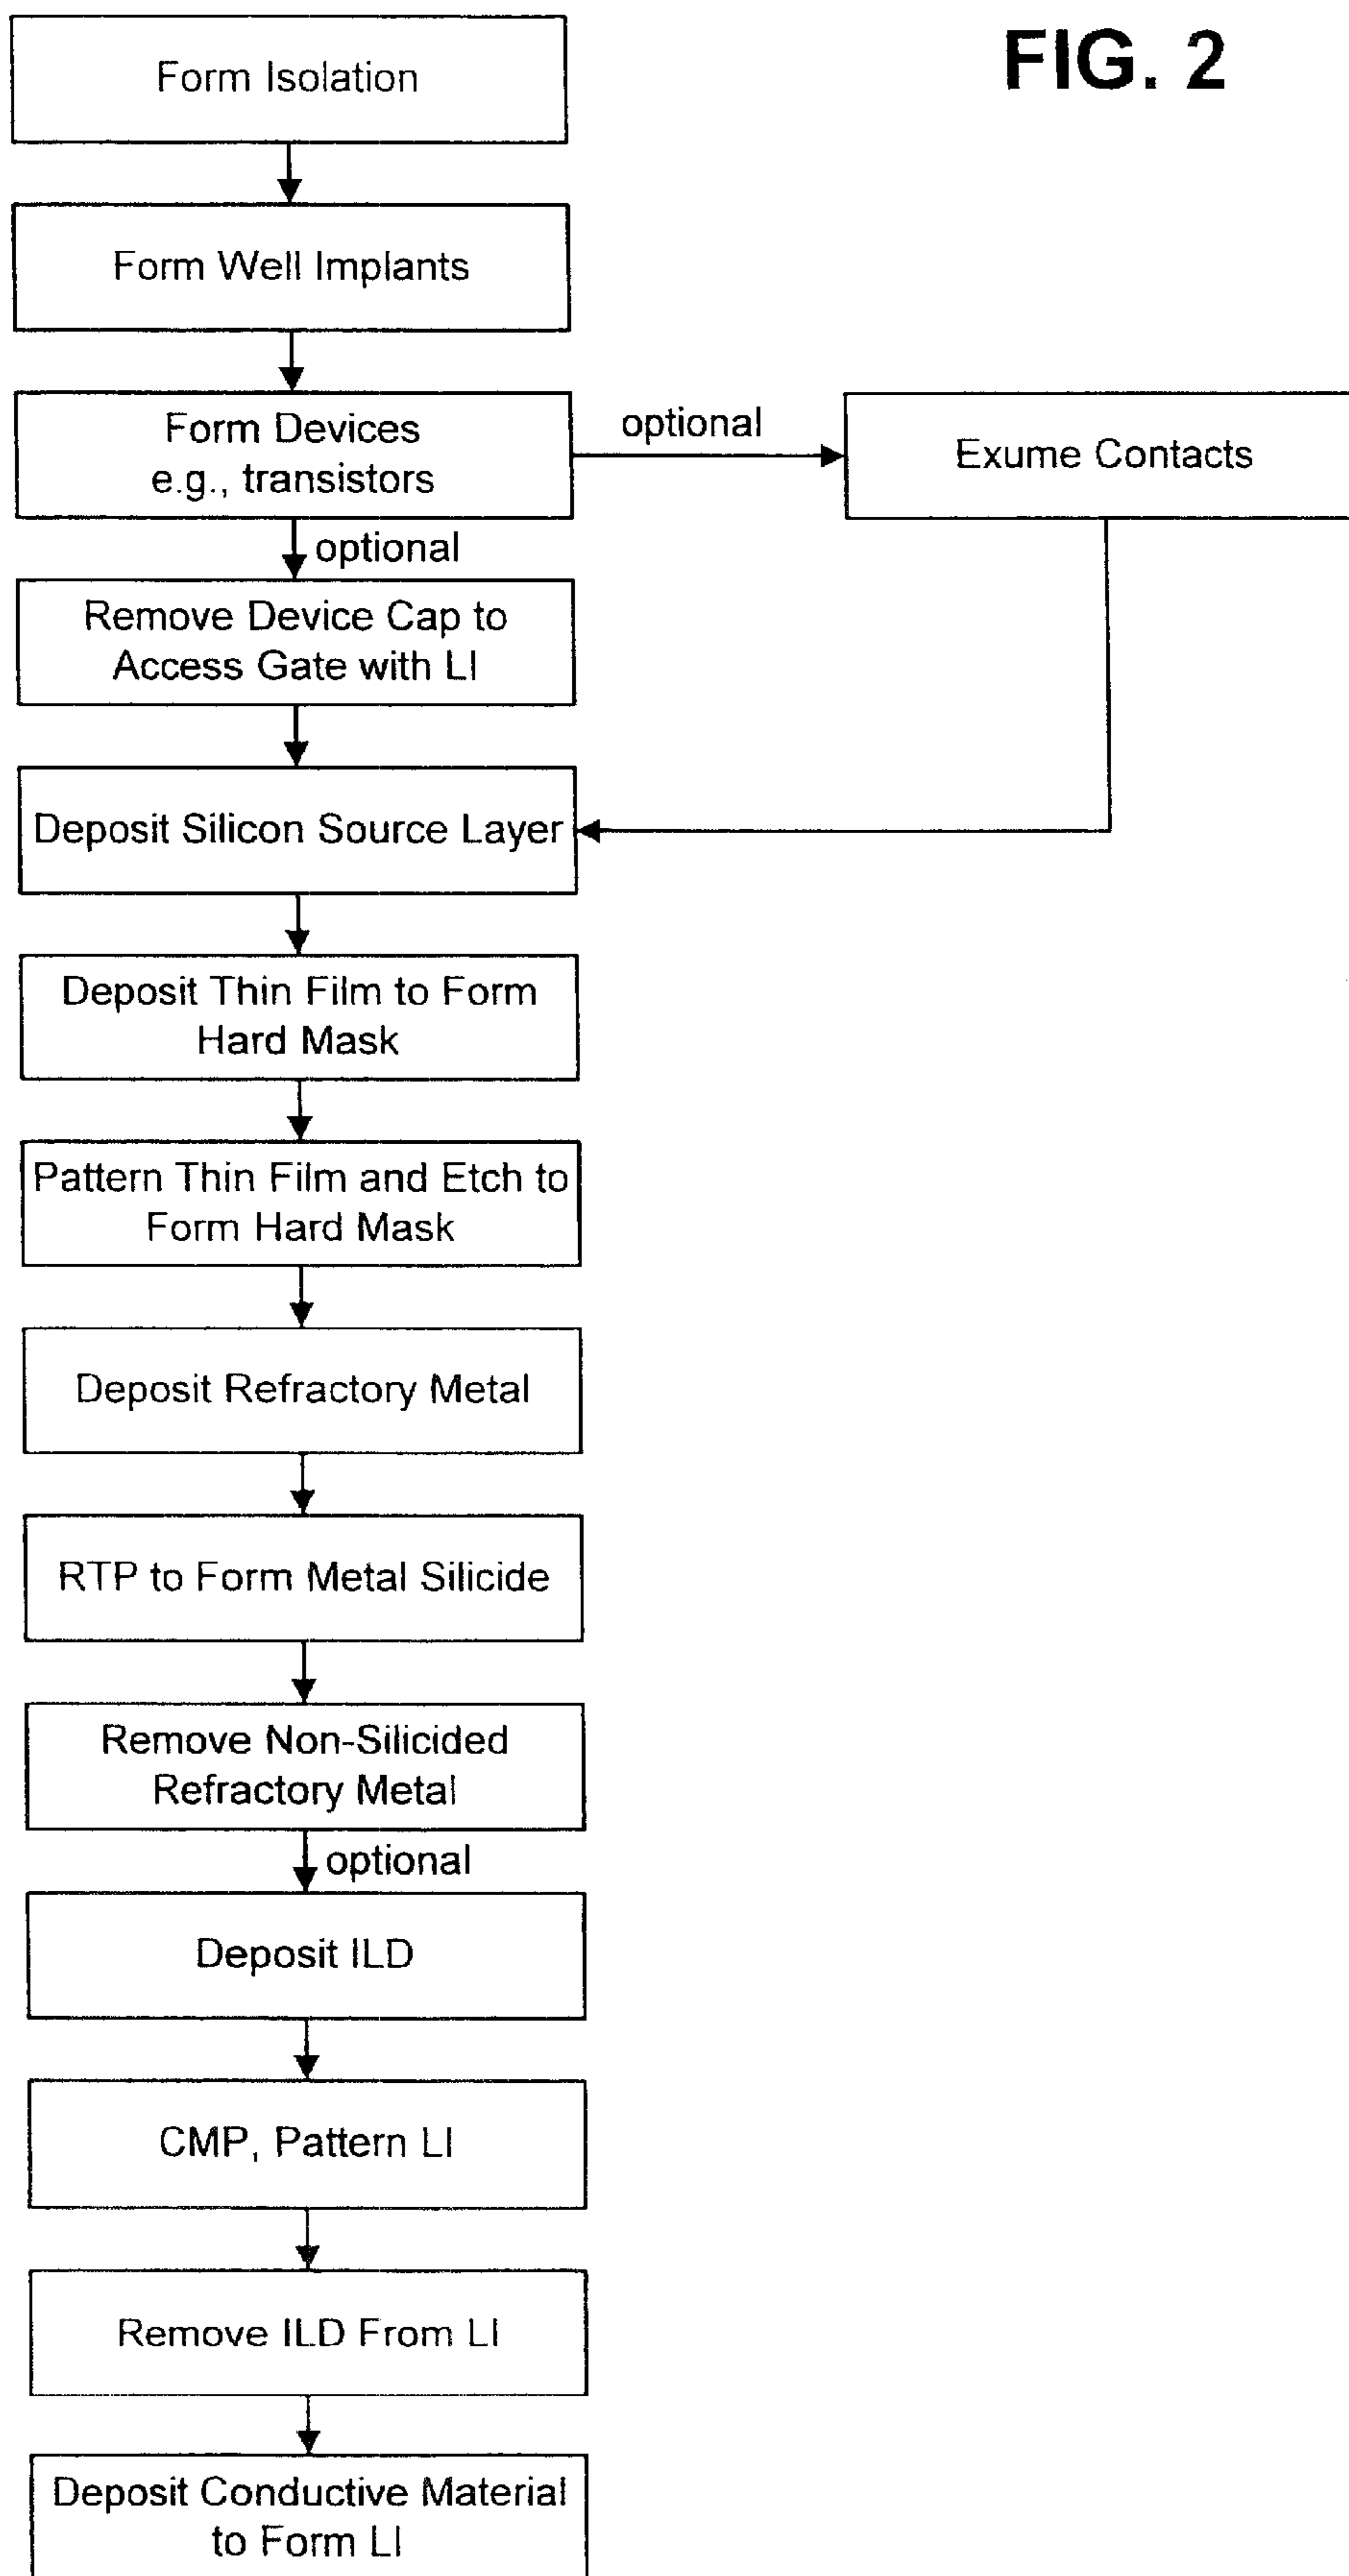 FIG. 2
Form Isolation
Form Well Implants
Form Devices
e.g., transistors
optional
Exume Contacts
optional
Remove Device Cap to
Access Gate with LI
Deposit Silicon Source Layer
Deposit Thin Film to Form
Hard Mask
Pattern Thin Film and Etch to
Form Hard Mask
Deposit Refractory Metal
RTP to Form Metal Silicide
Remove Non-Silicided
Refractory Metal
optional
Deposit ILD
CMP, Pattern LI
Remove ILD From LI
Deposit Conductive Material
to Form LI